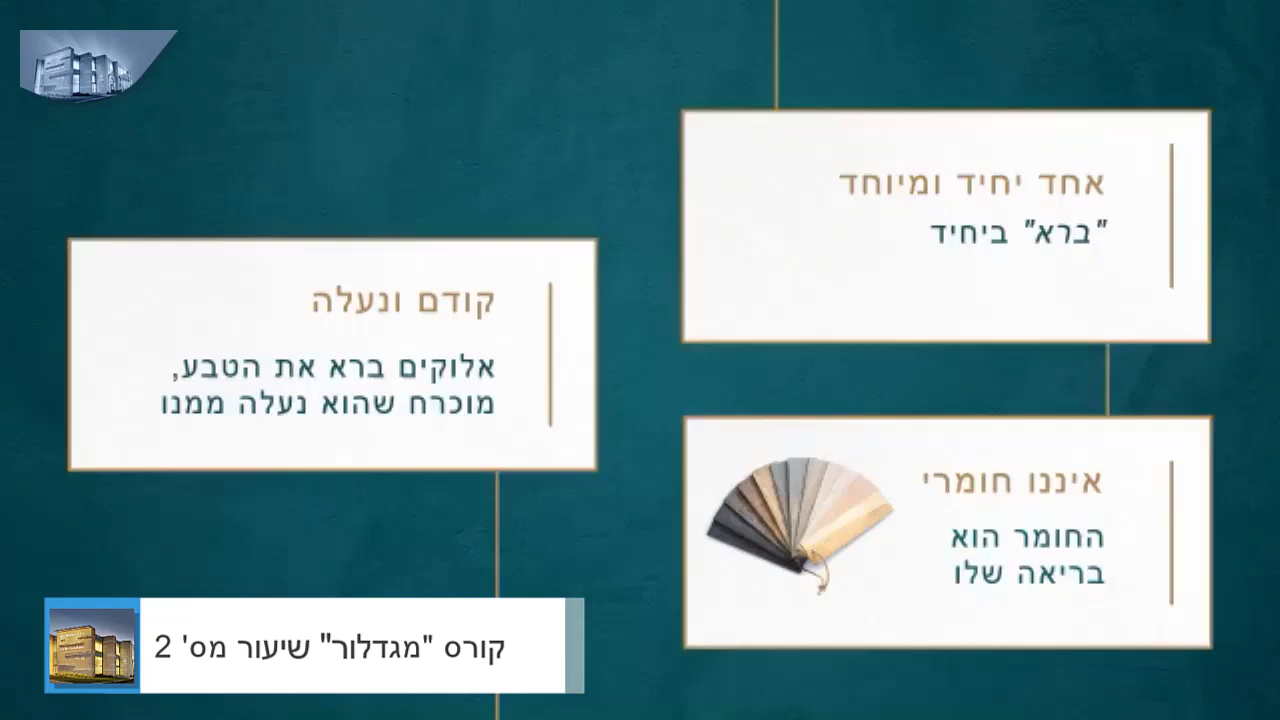 אחד יחיד ומיוחד
"ברא" ביחיד
קודם ונעלה
אלוקים ברא את הטבע,
מוכרח שהוא נעלה ממנו
איננו חומרי
החומר הוא
בריאה שלו
קורס "מגדלור" שיעור מס' 2